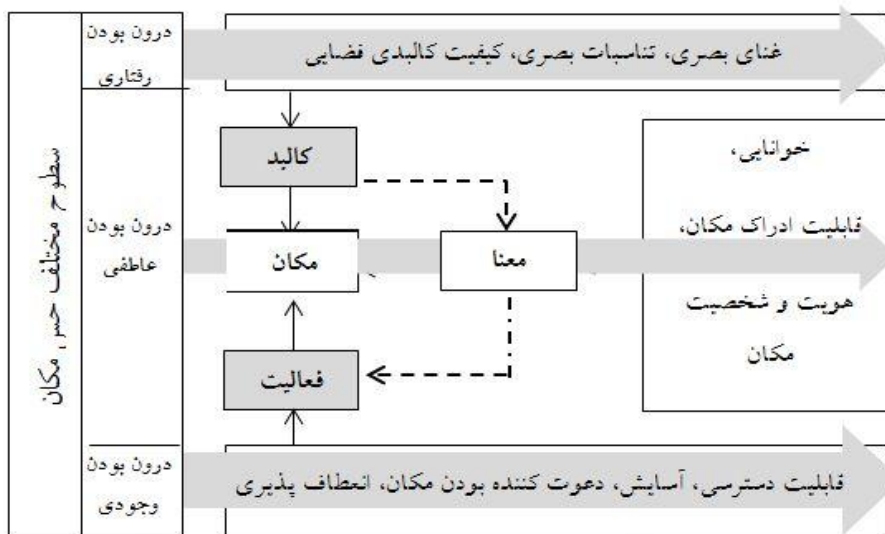 سطوح مختلف حس مکان
درون بودن
رفتاری
غنای بصری، تناسبات بصری، کیفیت کالبدی فضایی
کالبد
خوانایی،
درون بودن
عاطفی
مکان
معنا
قابلیت ادراک مکان،
هویت و شخصیت
مکان
فعالیت
درون بودن
وجودی
قابلیت دسترسی، آسایش، دعوت کننده بودن مکان، انعطاف پذیری